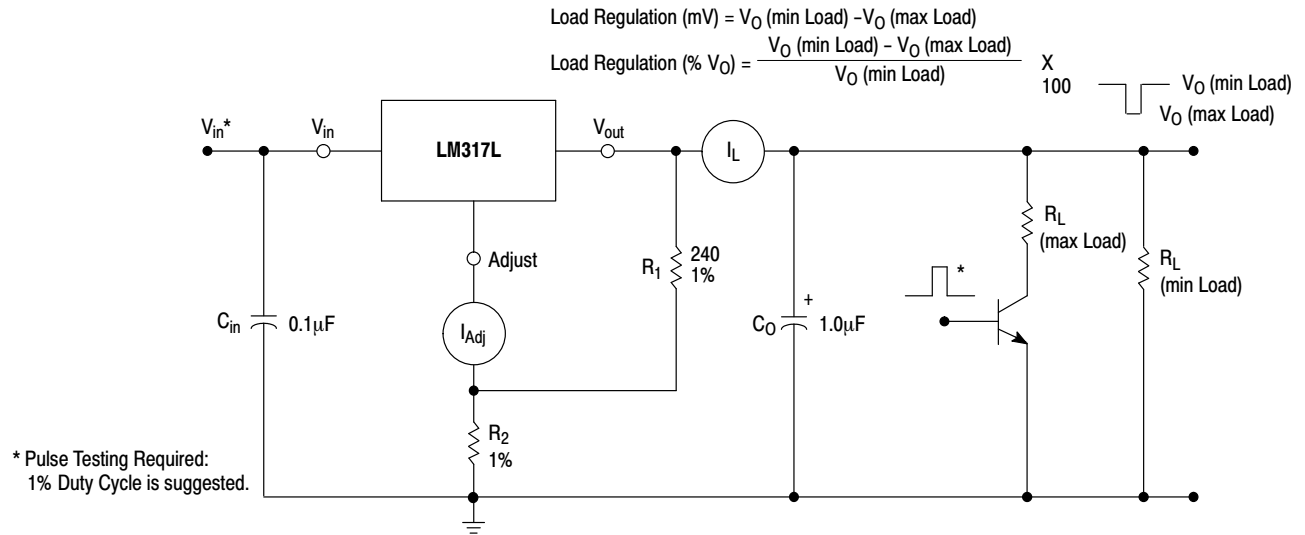 Load Regulation (mV) = VO (min Load) -VO (max Load)
Load Regulation (% VO) = VO (min Load) - VO (max Load)
VO (min Load)
X
100
VO (min Load)
VO (max Load)
Vin*
Vin
LM317L
Vout
IL
Adjust
R1
240
1%
RL
(max Load)
*
RL
(min Load)
Cin
0.1μF
IAdj
CO
+
1.0μF
R2
1%
* Pulse Testing Required:
1% Duty Cycle is suggested.